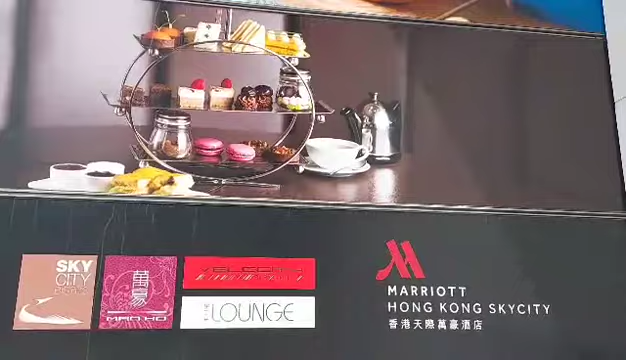 SKY
CITY
萬豪
MAN HO
THE LOUNGE
MARRIOTT
HONG KONG SKYCITY
香港天際萬豪酒店